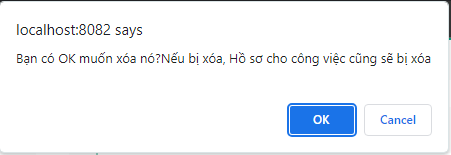 localhost:8082 says
Bạn có OK muốn xóa nó?Nếu bị xóa, Hồ sơ cho công việc cũng sẽ bị xóa
OK Cancel